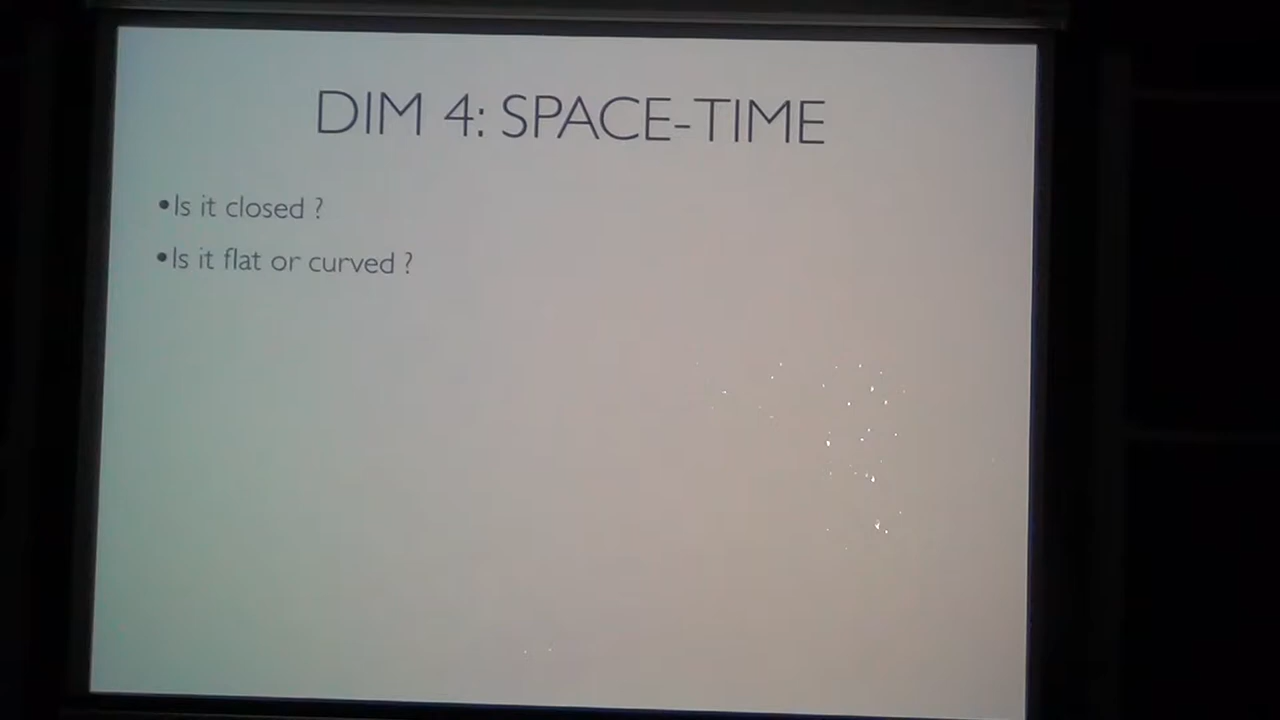 DIM 4: SPACE-TIME
•Is it closed ?
•Is it flat or curved ?